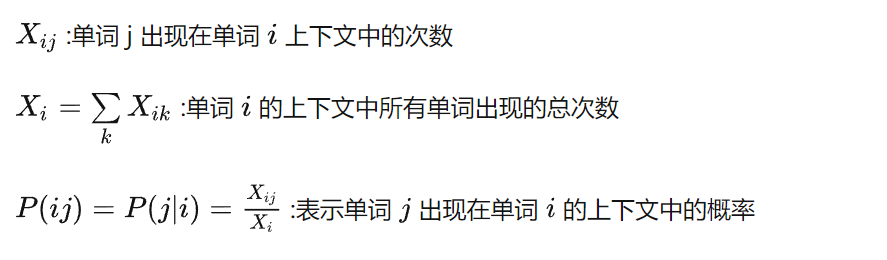 X_{ij} :单词 j 出现在单词 i 上下文中的次数
X_i = \sum_k X_{ik} :单词 i 的上下文中所有单词出现的总次数
P(ij) = P(j|i) = \frac{X_{ij}}{X_i} :表示单词 j 出现在单词 i 的上下文中的概率